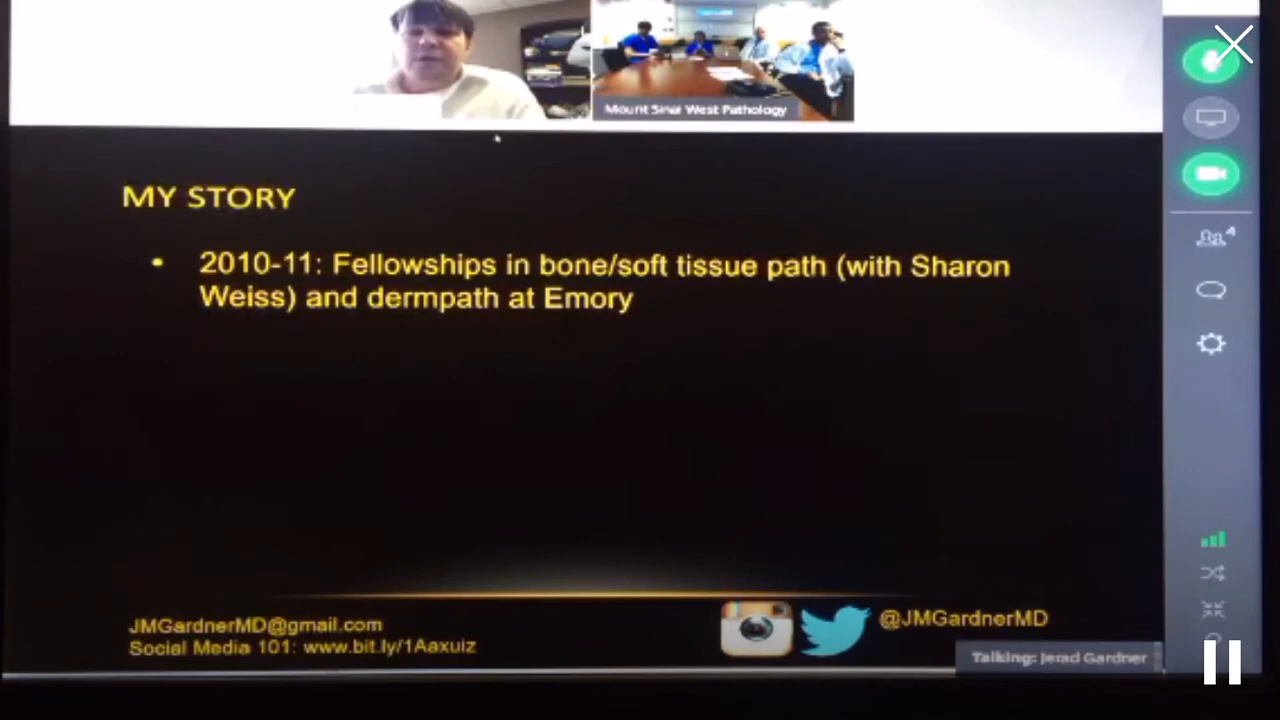 Mount Sinai West Pathology
4
MY STORY
• 2010-11: Fellowships in bone/soft tissue path (with Sharon
Weiss) and dermpath at Emory
JMGardnerMD@gmail.com
Social Media 101: www.bit.ly/1Aaxuiz
@JMGardnerMD
Talking: Jerad Gardner